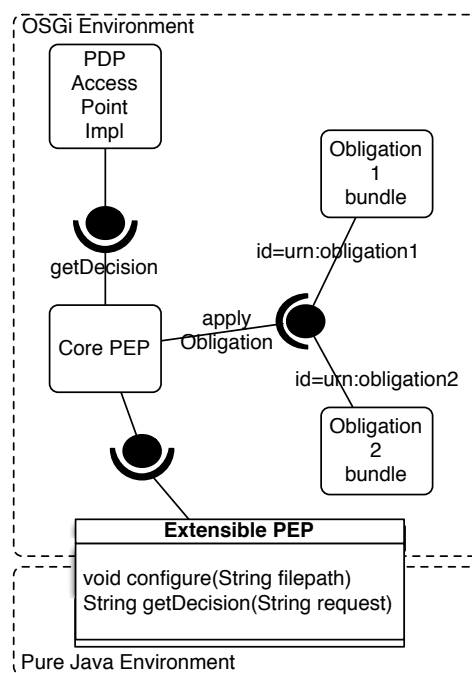 OSGi Environment
PDP
Access
Point
Impl
Obligation
1
bundle
id=urn:obligation1
getDecision
apply
Obligation
Core PEP
id=urn:obligation2
Obligation
2
bundle
Extensible PEP
void configure(String filepath)
String getDecision(String request)
Pure Java Environment